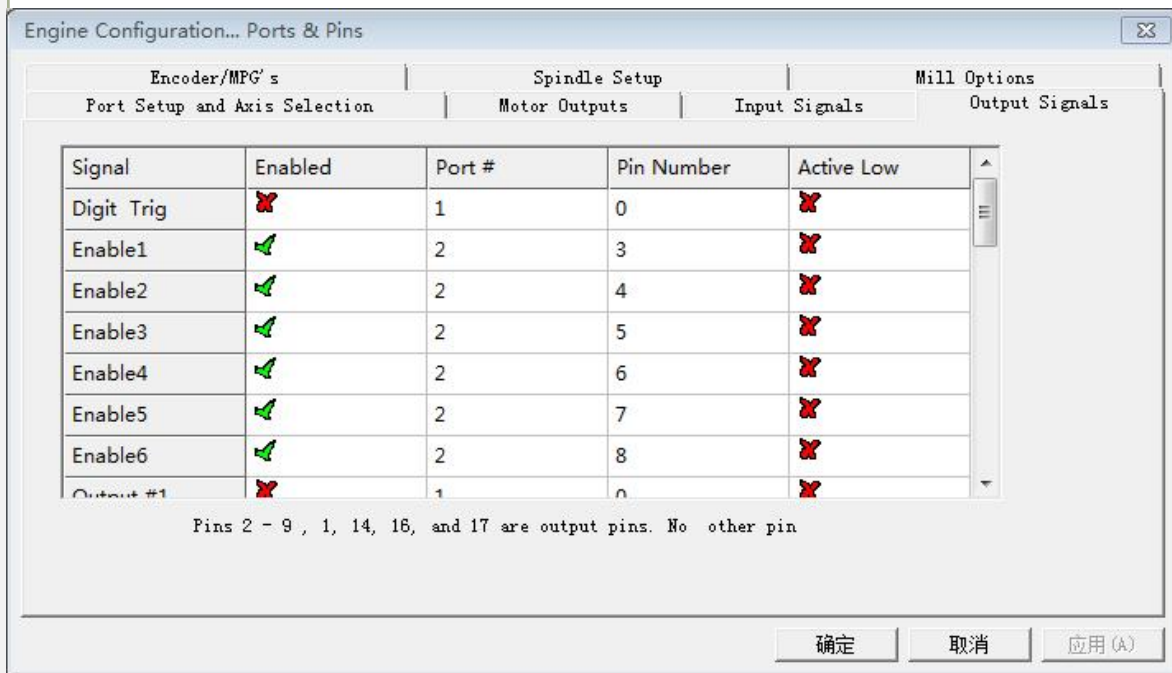 Engine Configuration... Ports & Pins
Encoder/MPG's Spindle Setup Mill Options
Port Setup and Axis Selection Motor Outputs Input Signals Output Signals
Signal Enabled Port # Pin Number Active Low
Digit Trig 1 0
Enable1 2 3
Enable2 2 4
Enable3 2 5
Enable4 2 6
Enable5 2 7
Enable6 2 8
Output #1 1 0
Pins 2 - 9 , 1, 14, 16, and 17 are output pins. No other pin
确定 取消 应用(A)